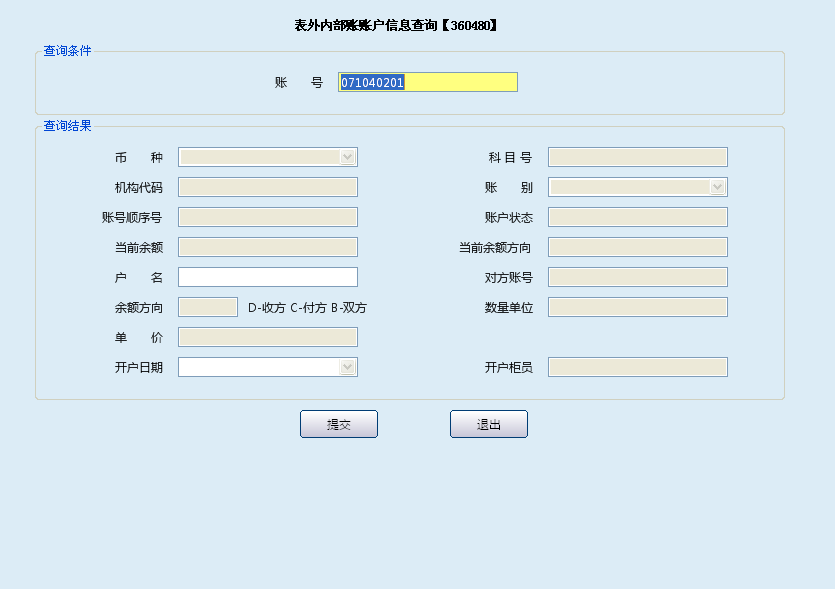 表外内部账账户信息查询【360480】
查询条件
账 号 071040201
查询结果
币 种 科 目 号
机构代码 账 别
账号顺序号 账户状态
当前余额 当前余额方向
户 名 对方账号
余额方向 D-收方 C-付方 B-双方 数量单位
单 价
开户日期 开户柜员
提交 退出